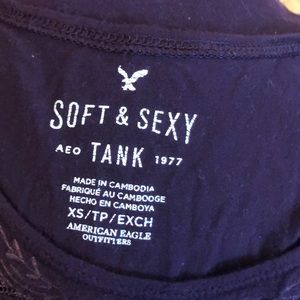 SOFT & SEXY
AEO TANK 1977
MADE IN CAMBODIA
FABRIQUÉ AU CAMBODGE
HECHO EN CAMBOYA
XS/TP/EXCH
AMERICAN EAGLE
OUTFITTERS